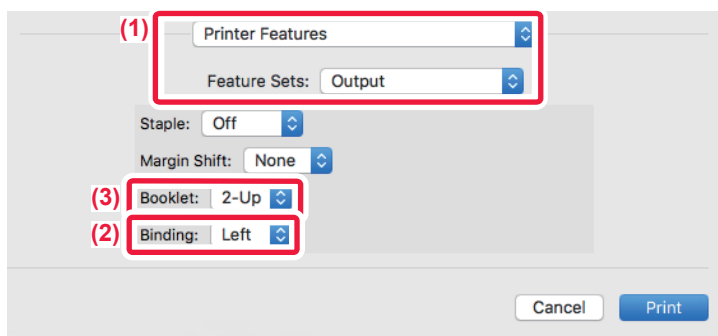 (1) Printer Features
Feature Sets: Output
Staple: Off
Margin Shift: None
(3) Booklet: 2-Up
(2) Binding: Left
Cancel Print